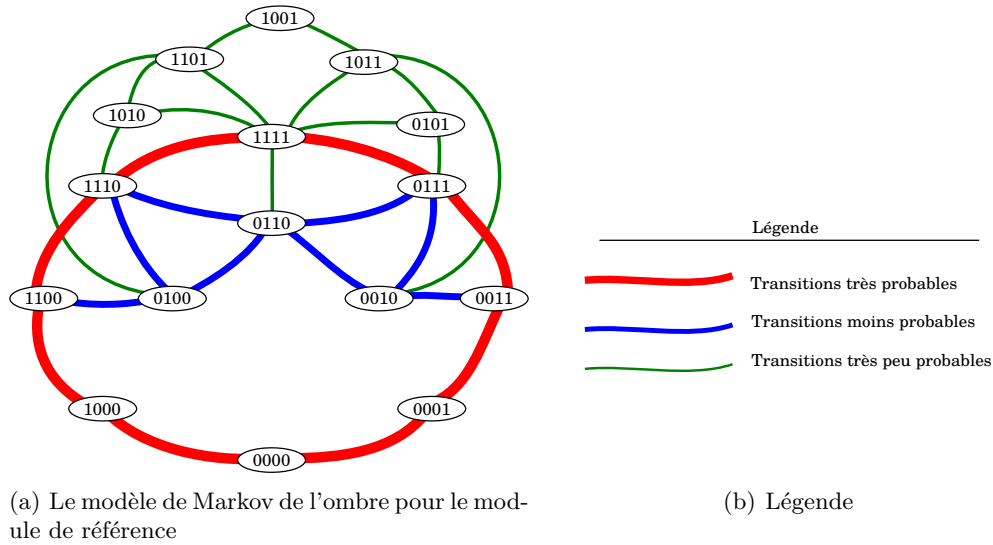 1001
1101
1011
1010
0101
1111
1110
0111
0110
1100
0100
0010
0011
1000
0001
0000
Légende
Transitions très probables
Transitions moins probables
Transitions très peu probables
(a) Le modèle de Markov de l'ombre pour le mod-
ule de référence
(b) Légende